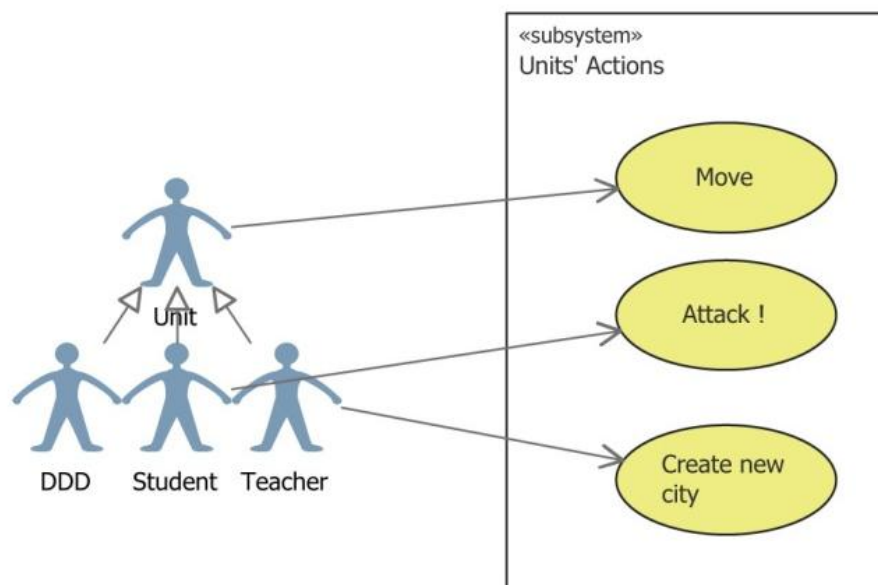 «subsystem»
Units' Actions
Move
Unit
Attack !
DDD Student Teacher
Create new
city